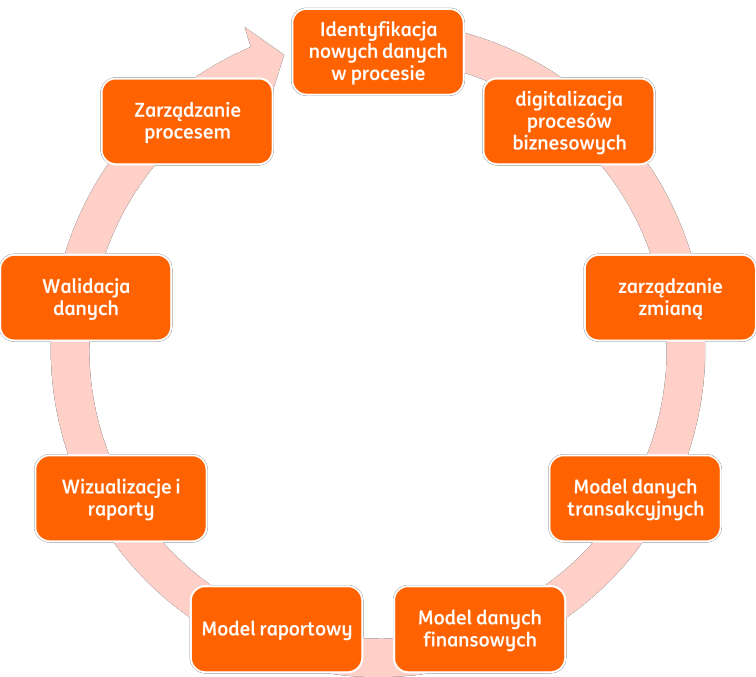 Identyfikacja
nowych danych
w procesie
digitalizacja
procesów
biznesowych
zarządzanie
zmianą
Model danych
transakcyjnych
Model danych
finansowych
Model raportowy
Wizualizacje i
raporty
Walidacja
danych
Zarządzanie
procesem